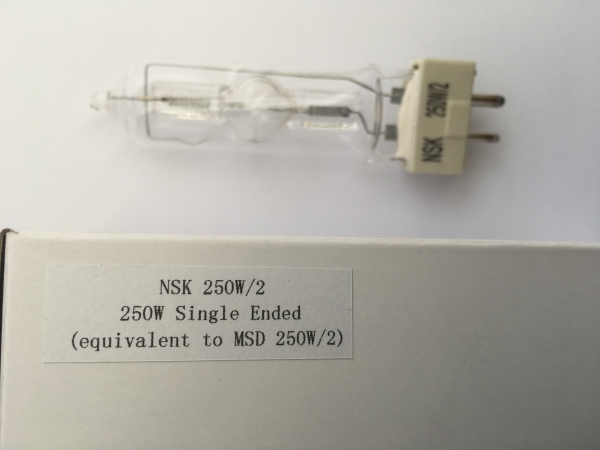 NSK 250W/2
NSK 250W/2
250W Single Ended
(equivalent to MSD 250W/2)